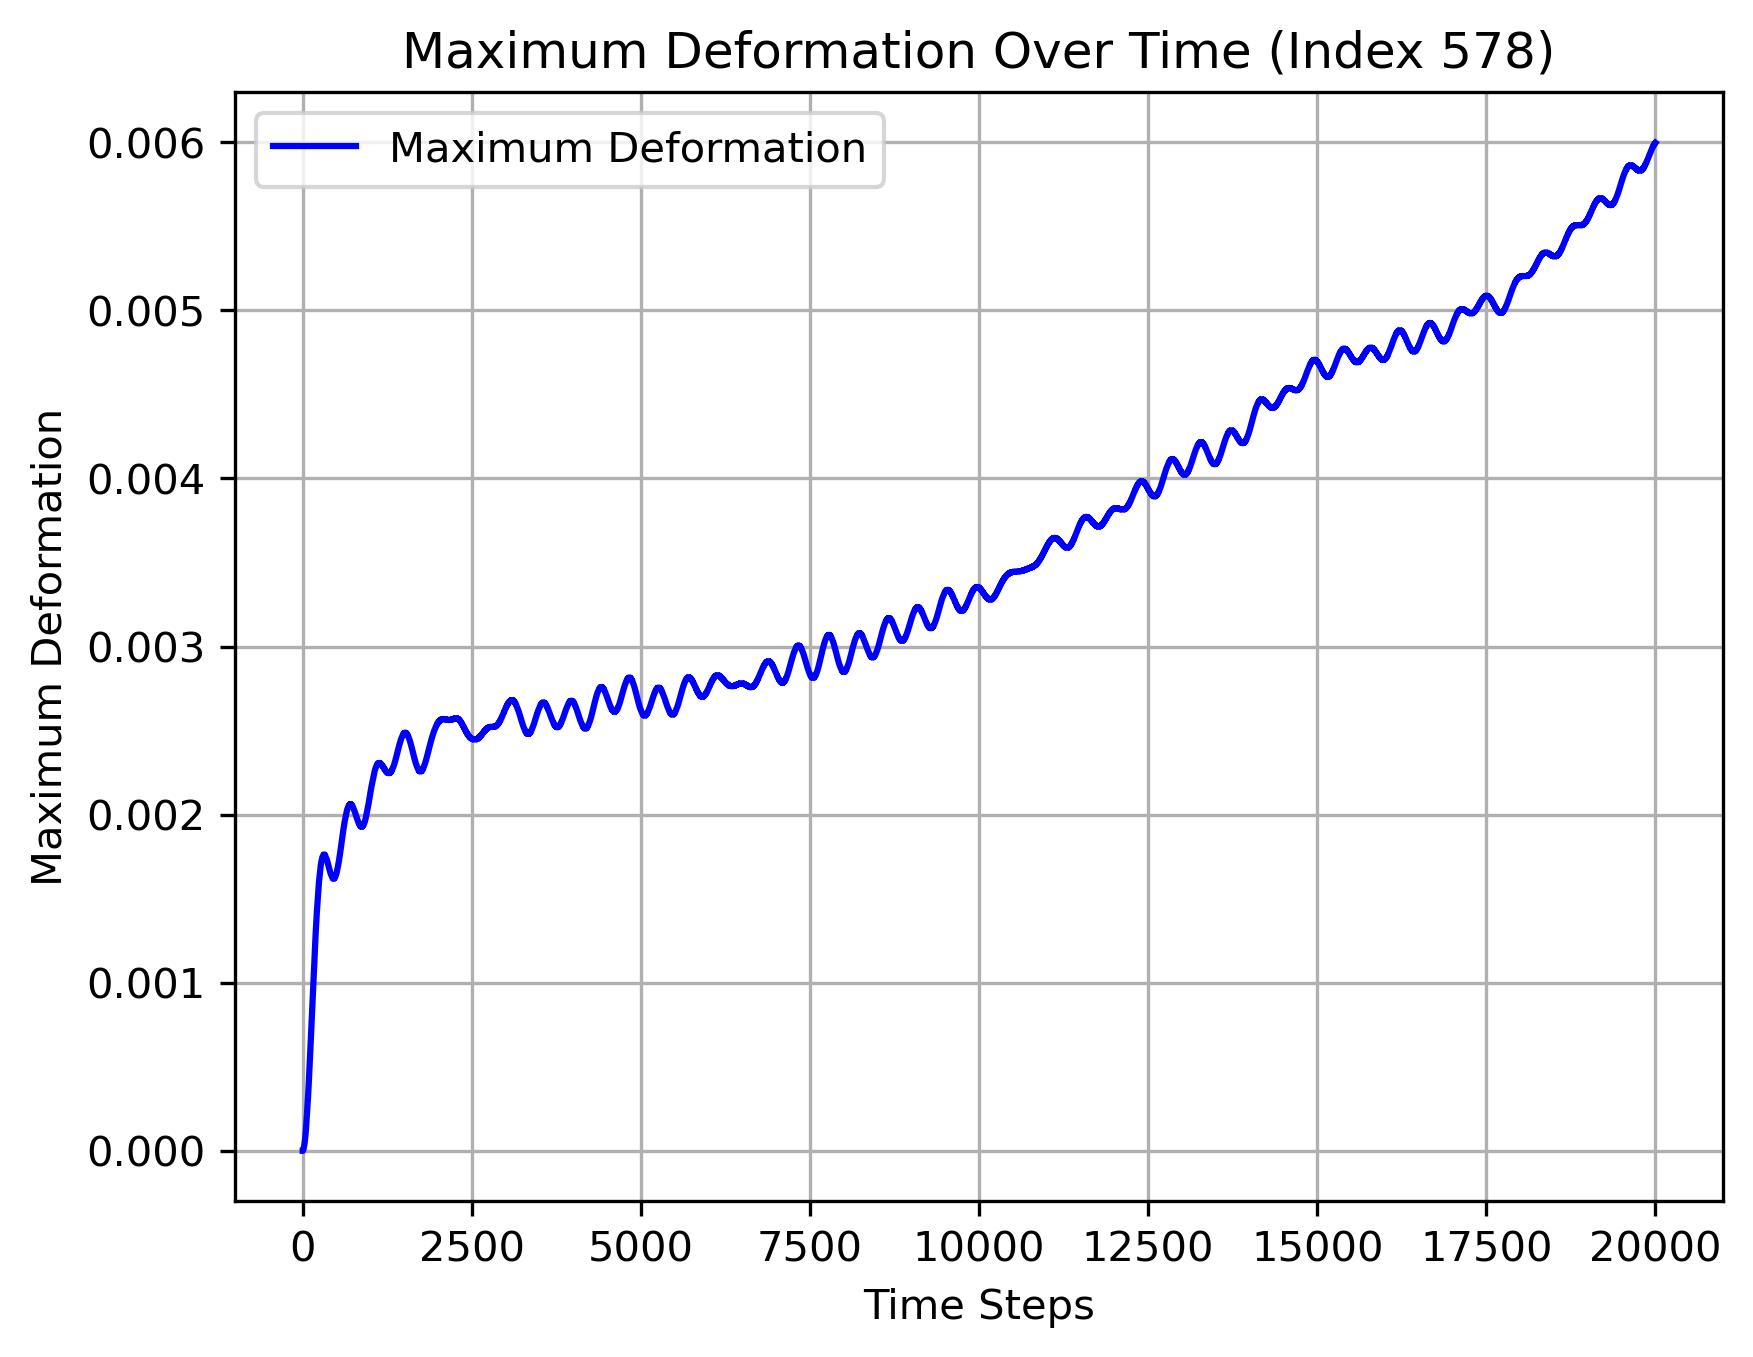 Maximum Deformation Over Time (Index 578)
Maximum Deformation
0.006
0.005
0.004
0.003
0.002
0.001
0.000
Maximum Deformation
0 2500 5000 7500 10000 12500 15000 17500 20000
Time Steps